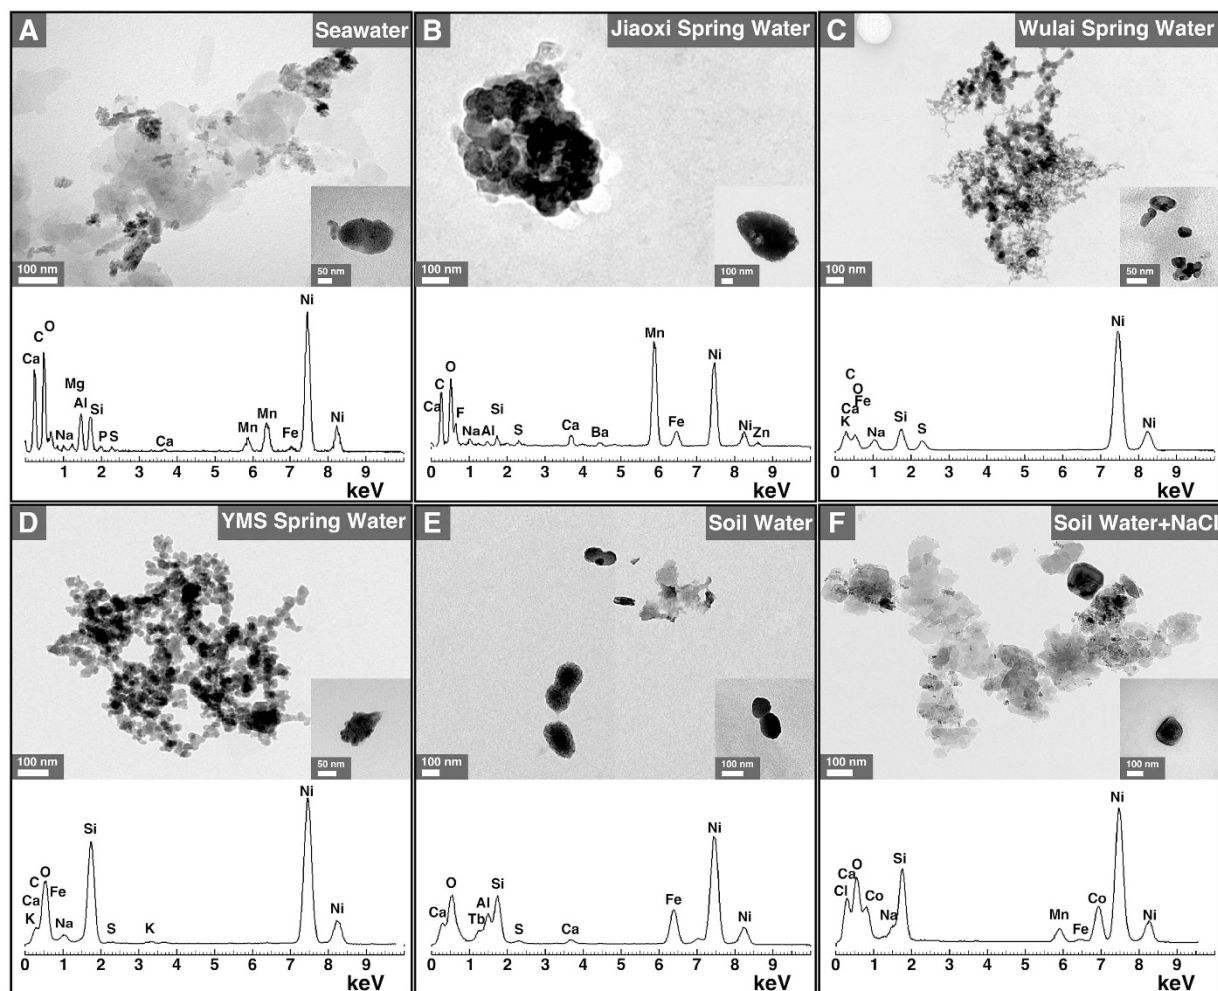 A Seawater
100 nm
50 nm
Ni
O
C
Ca
Mg
Al Si
Na
P S
Ca
Mn
Mn
Fe
Ni
1 2 3 4 5 6 7 8 9
keV
B Jiaoxi Spring Water
100 nm
100 nm
Mn
Ni
O
C
Ca
F
Si
Na Al
S
Ca
Ba
Fe
Ni
Zn
0 1 2 3 4 5 6 7 8 9
keV
C Wulai Spring Water
100 nm
50 nm
Ni
C
O
Ca Fe
K
Na
Si
S
Ni
0 1 2 3 4 5 6 7 8 9
keV
D YMS Spring Water
100 nm
50 nm
Ni
Si
O
C
Ca Fe
K
Na
S
K
Ni
0 1 2 3 4 5 6 7 8 9
keV
E Soil Water
100 nm
100 nm
Ni
O
Ca
Al
Si
Tb
S
Ca
Fe
Ni
0 1 2 3 4 5 6 7 8 9
keV
F Soil Water+NaCl
100 nm
100 nm
Ni
O
Ca
Cl
Co
Si
Na
Mn
Fe
Co
Ni
0 1 2 3 4 5 6 7 8 9
keV